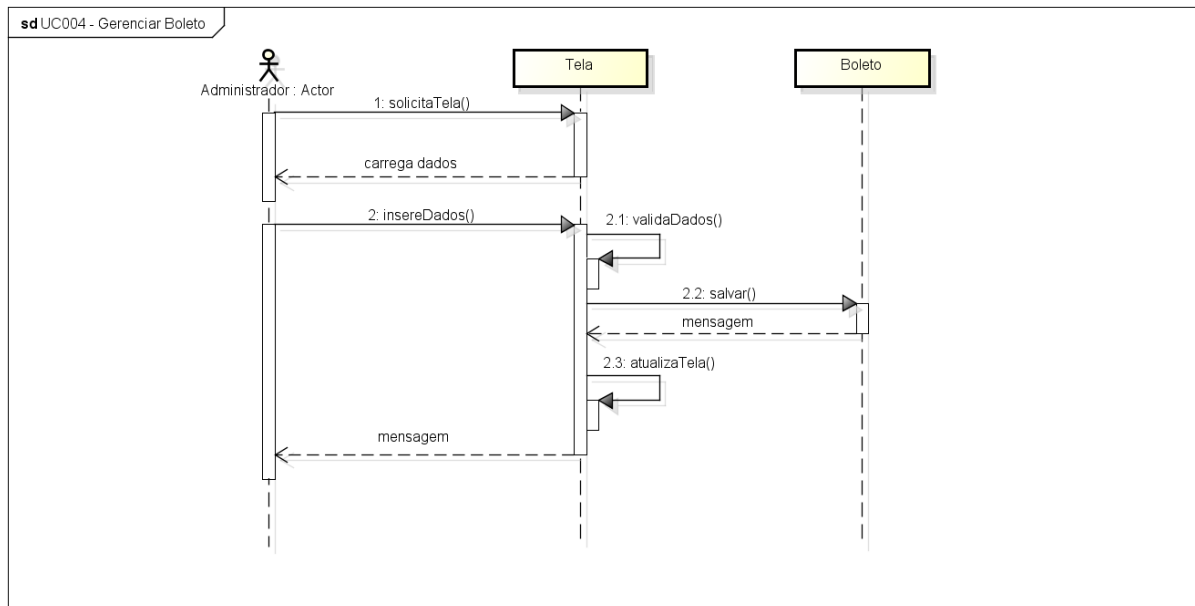 sd UC004 - Gerenciar Boleto
Tela
Boleto
Administrador : Actor
1: solicitaTela()
carrega dados
2: insereDados()
2.1: validaDados()
2.2: salvar()
mensagem
2.3: atualizaTela()
mensagem